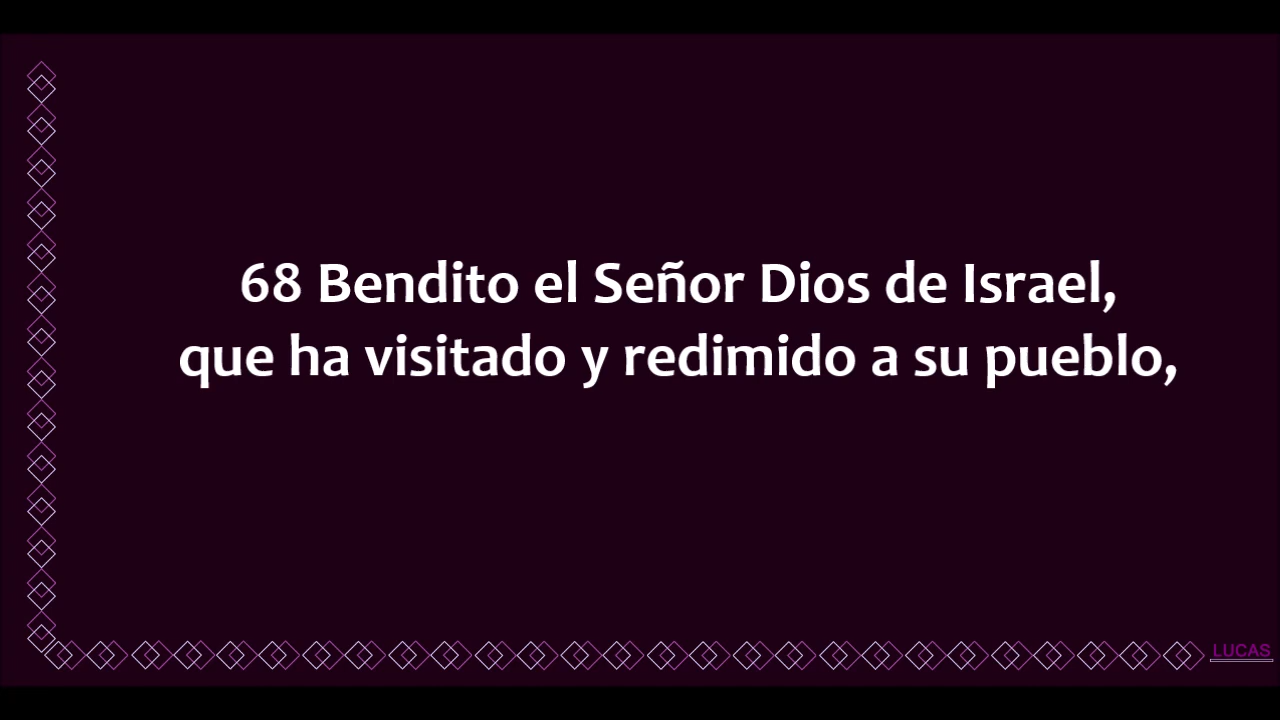 68 Bendito el Señor Dios de Israel,
que ha visitado y redimido a su pueblo,
LUCAS